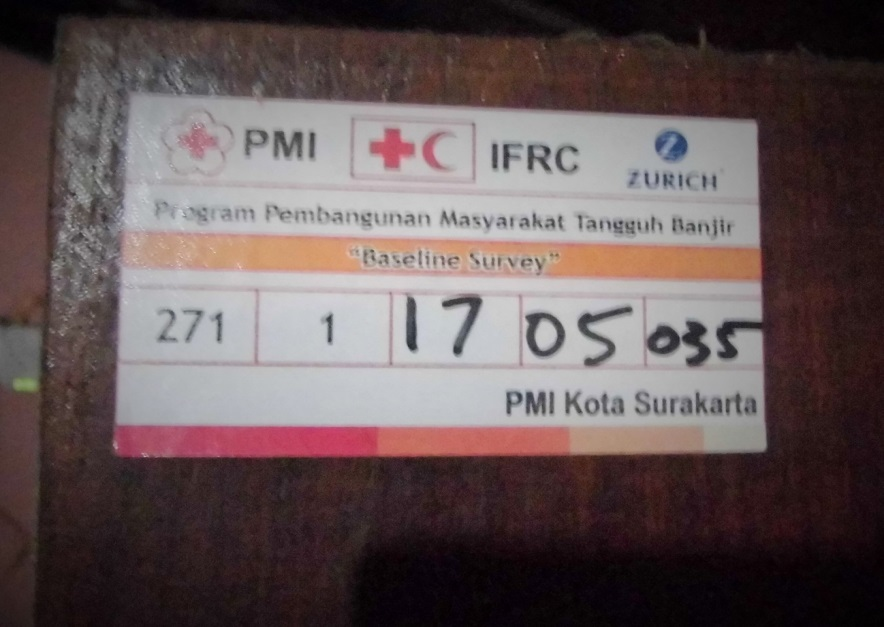 PMI IFRC Z ZURICH
Program Pembangunan Masyarakat Tangguh Banjir
"Baseline Survey"
271 1 17 05 035
PMI Kota Surakarta